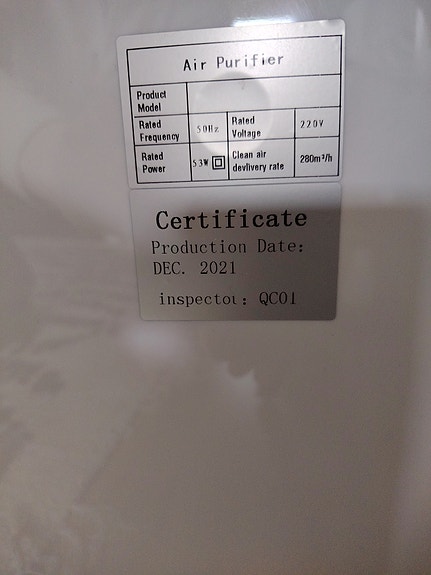 Air Purifier
Product
Model
Rated
Frequency
50Hz
Rated
Voltage
220V
Rated
Power
53W
Clean air
devlivery rate
280m³/h
Certificate
Production Date:
DEC. 2021
inspector: QC01